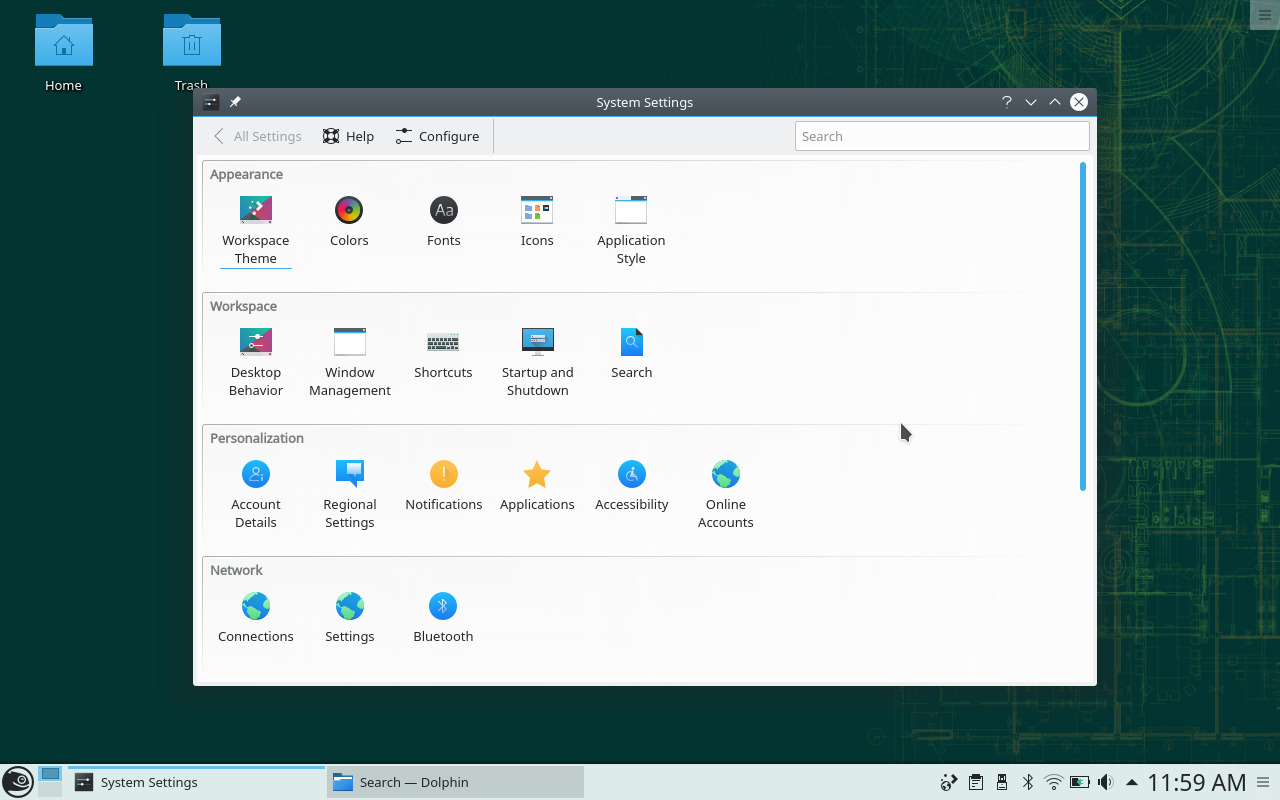 Home
Trash
System Settings
All Settings
Help
Configure
Search
Appearance
Workspace
Theme
Colors
Aa
Fonts
Icons
Application
Style
Workspace
Desktop
Behavior
Window
Management
Shortcuts
Startup and
Shutdown
Search
Personalization
Account
Details
Regional
Settings
Notifications
Applications
Accessibility
Online
Accounts
Network
Connections
Settings
Bluetooth
System Settings
Search — Dolphin
11:59 AM